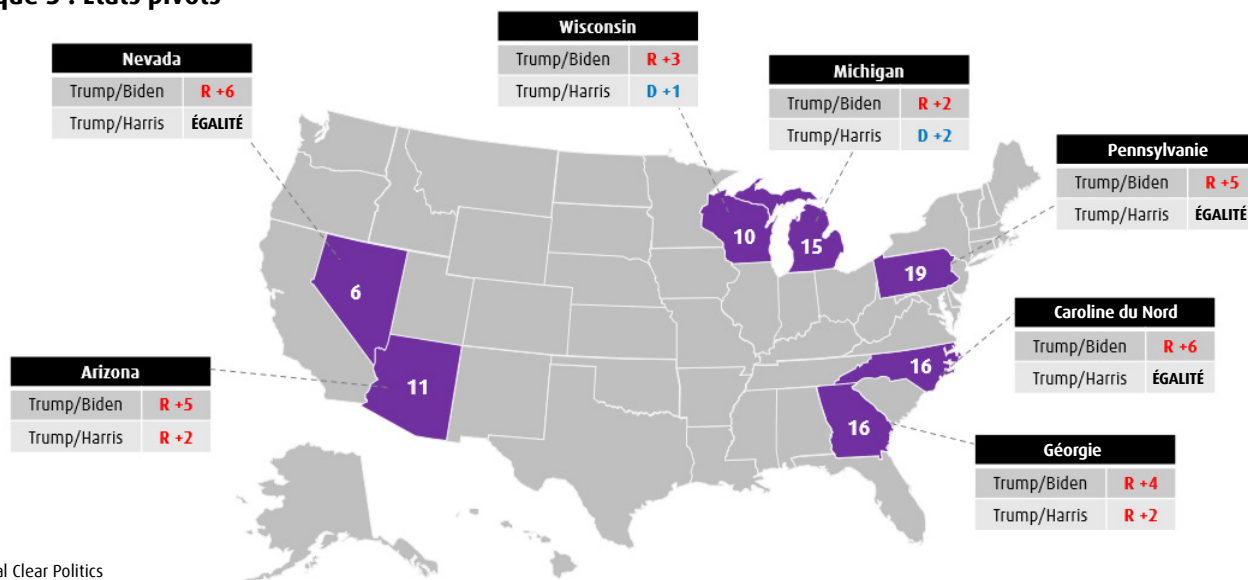 États pivots
Wisconsin
Trump/Biden R +3
Trump/Harris D +1
Nevada
Trump/Biden R +6
Trump/Harris ÉGALITÉ
Michigan
Trump/Biden R +2
Trump/Harris D +2
Pennsylvanie
Trump/Biden R +5
Trump/Harris ÉGALITÉ
10
15
19
6
Caroline du Nord
Trump/Biden R +6
Trump/Harris ÉGALITÉ
Arizona
Trump/Biden R +5
Trump/Harris R +2
11
16
16
Géorgie
Trump/Biden R +4
Trump/Harris R +2
Clear Politics